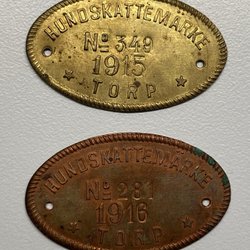 HUNDSKATTEMÄRKE
No 349
1915
TORP
HUNDSKATTEMÄRKE
No 281
1916
TORP